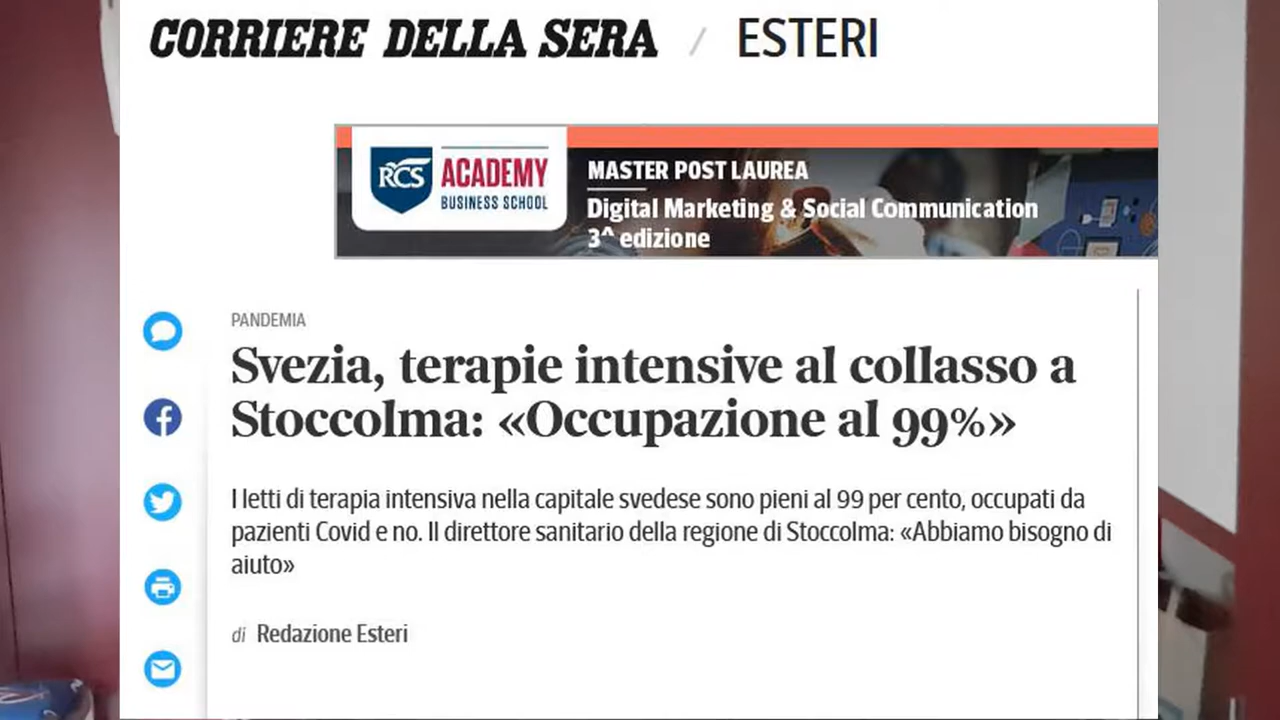 CORRIERE DELLA SERA / ESTERI
RCS ACADEMY
BUSINESS SCHOOL
MASTER POST LAUREA
Digital Marketing & Social Communication
3^ edizione
PANDEMIA
Svezia, terapie intensive al collasso a
Stoccolma: «Occupazione al 99%»
I letti di terapia intensiva nella capitale svedese sono pieni al 99 per cento, occupati da
pazienti Covid e no. Il direttore sanitario della regione di Stoccolma: «Abbiamo bisogno di
aiuto»
di Redazione Esteri